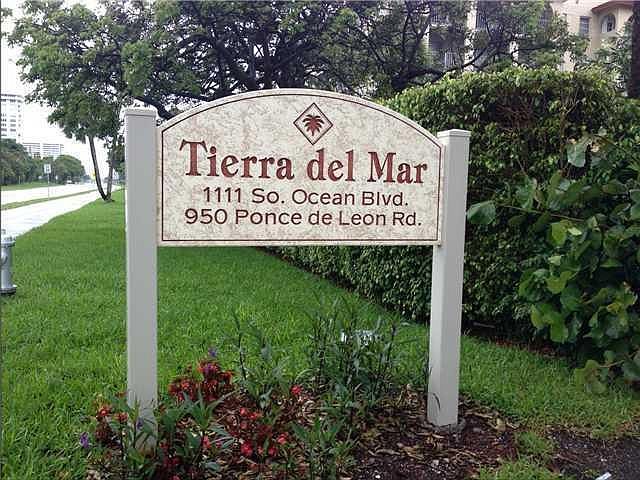 Tierra del Mar
1111 So. Ocean Blvd.
950 Ponce de Leon Rd.